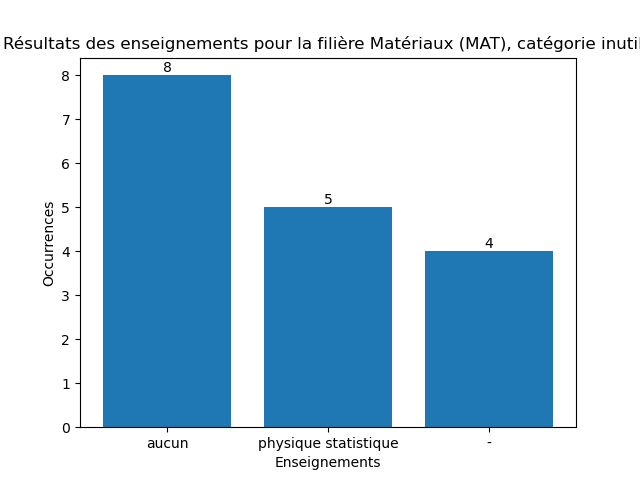 Résultats des enseignements pour la filière Matériaux (MAT), catégorie inuti
8
8
7
6
5
5
4
4
3
2
1
0
Occurrences
aucun
physique statistique
-
Enseignements